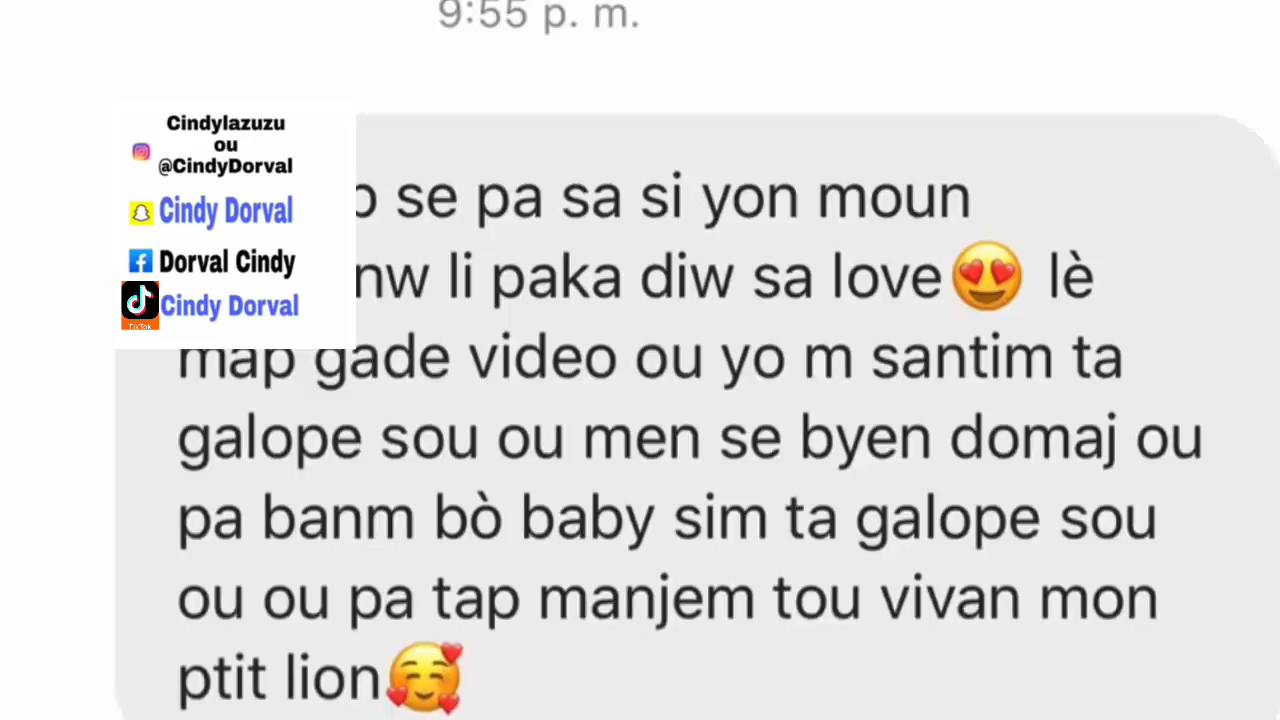 9:55 p. m.
Cindylazuzu
ou
@CindyDorval
Cindy Dorval
Dorval Cindy
TikTok
Cindy Dorval
se pa sa si yon moun
li paka diw sa love😍 lè
map gade video ou yo m santim ta
galope sou ou men se byen domaj ou
pa banm bò baby sim ta galope sou
ou ou pa tap manjem tou vivan mon
ptit lion🥰